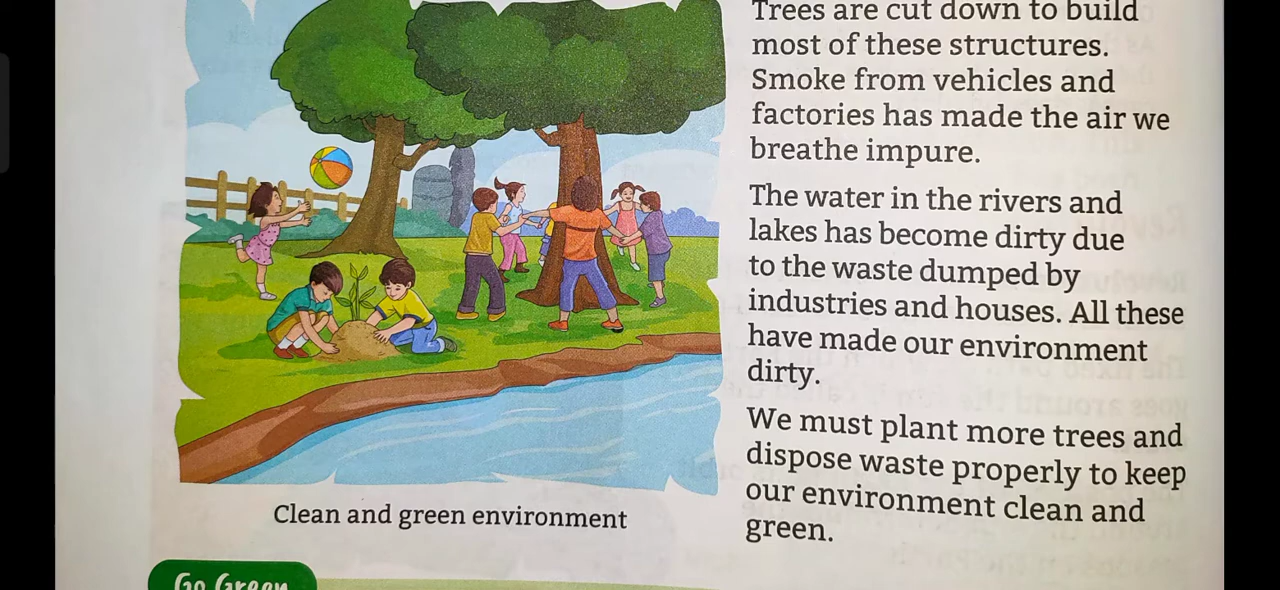 Trees are cut down to build
most of these structures.
Smoke from vehicles and
factories has made the air we
breathe impure.
The water in the rivers and
lakes has become dirty due
to the waste dumped by
industries and houses. All these
have made our environment
dirty.
We must plant more trees and
dispose waste properly to keep
our environment clean and
green.
Clean and green environment
Go Green